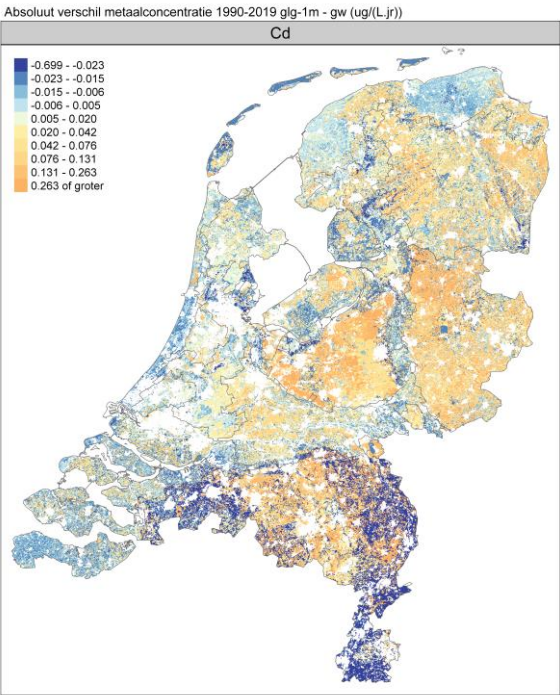 Absoluut verschil metaalconcentratie 1990-2019 glg-1m - gw (ug/(L.jr))
Cd
-0.699 - -0.023
-0.023 - -0.015
-0.015 - -0.006
-0.006 - 0.005
0.005 - 0.020
0.020 - 0.042
0.042 - 0.076
0.076 - 0.131
0.131 - 0.263
0.263 of groter